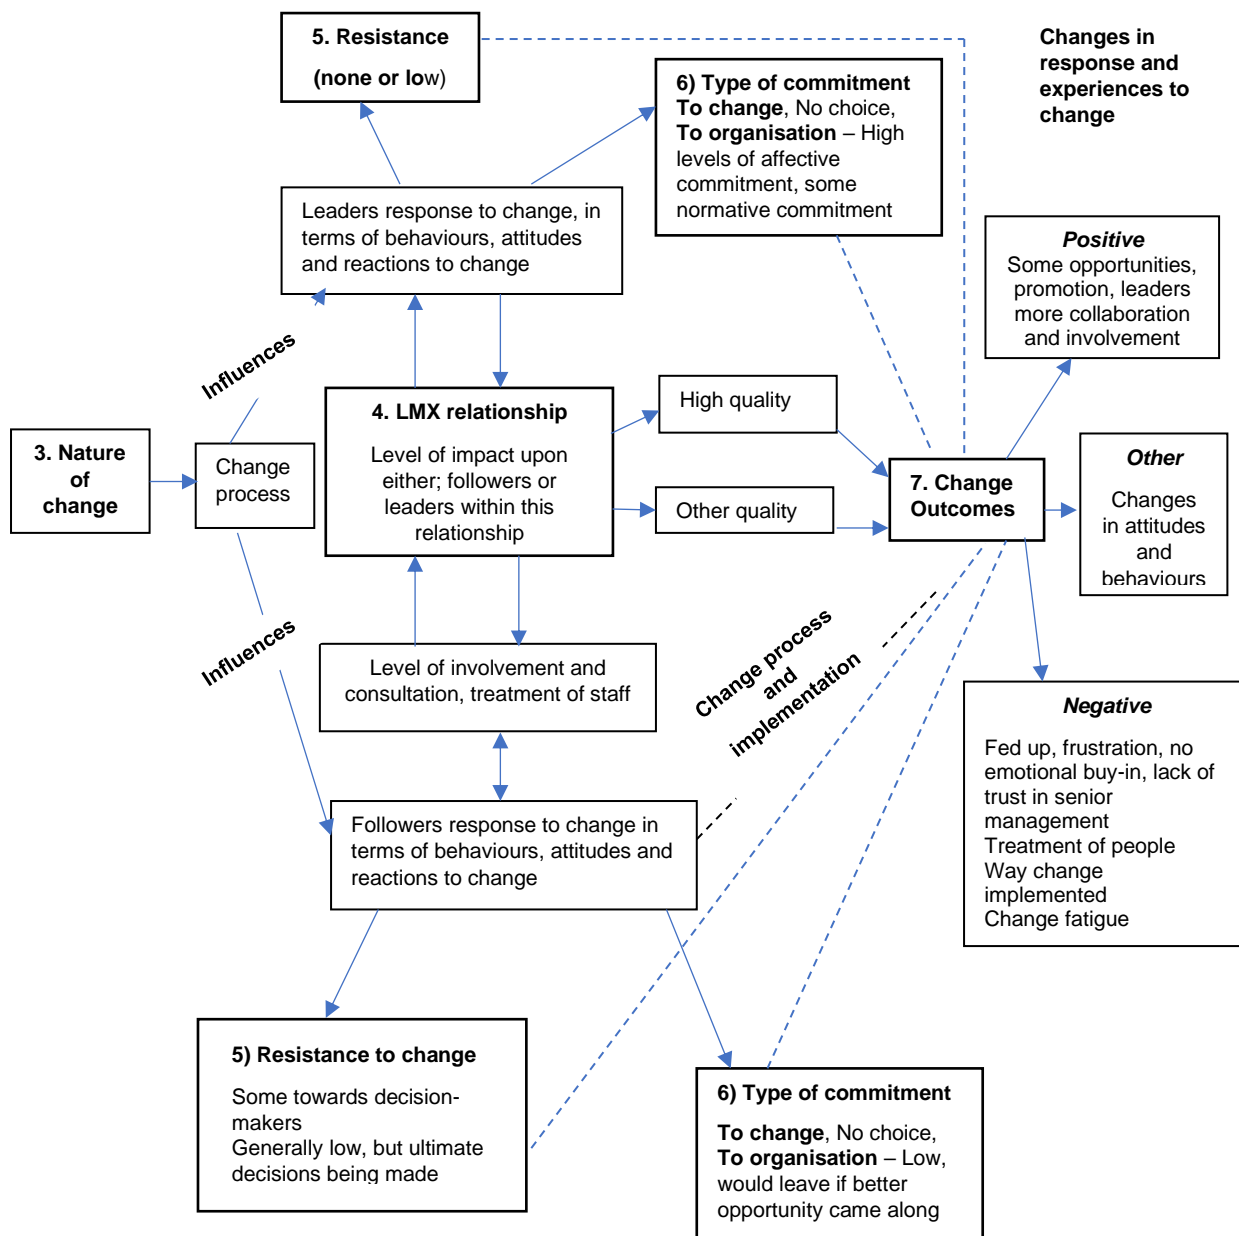 5. Resistance
(none or low)
Changes in
response and
experiences to
change
6) Type of commitment
To change, No choice,
To organisation – High
levels of affective
commitment, some
normative commitment
Leaders response to change, in
terms of behaviours, attitudes
and reactions to change
Positive
Some opportunities,
promotion, leaders
more collaboration
and involvement
Influences
4. LMX relationship
Level of impact upon
either; followers or
leaders within this
relationship
High quality
Other quality
3. Nature
of
change
Change
process
7. Change
Outcomes
Other
Changes
in attitudes
and
behaviours
Influences
Level of involvement and
consultation, treatment of staff
Change process
and
implementation
Negative
Fed up, frustration, no
emotional buy-in, lack of
trust in senior
management
Treatment of people
Way change
implemented
Change fatigue
Followers response to change in
terms of behaviours, attitudes and
reactions to change
5) Resistance to change
Some towards decision-
makers
Generally low, but ultimate
decisions being made
6) Type of commitment
To change, No choice,
To organisation – Low,
would leave if better
opportunity came along